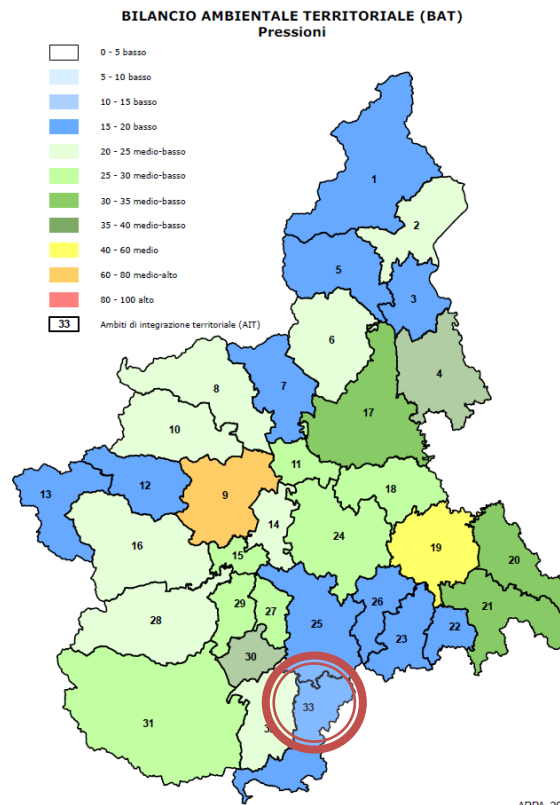 BILANCIO AMBIENTALE TERRITORIALE (BAT)
Pressioni
0 - 5 basso
5 - 10 basso
10 - 15 basso
15 - 20 basso
20 - 25 medio-basso
25 - 30 medio-basso
30 - 35 medio-basso
35 - 40 medio-basso
40 - 60 medio
60 - 80 medio-alto
80 - 100 alto
33 Ambiti di integrazione territoriale (AIT)
1
2
5
3
6
4
7
8
17
10
11
13
12
9
18
14
24
16
15
19
20
21
29
27
26
28
25
23
22
30
33
31